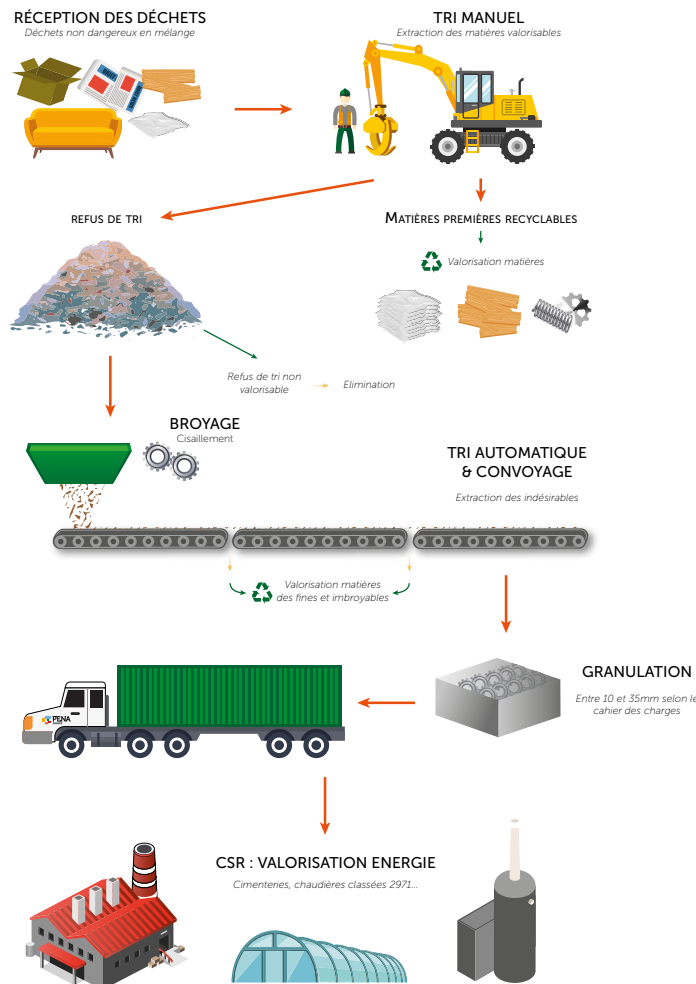 RÉCEPTION DES DÉCHETS
Déchets non dangereux en mélange
TRI MANUEL
Extraction des matières valorisables
REFUS DE TRI
MATIÈRES PREMIÈRES RECYCLABLES
Valorisation matières
Refus de tri non
valorisable
Elimination
BROYAGE
Cisaillement
TRI AUTOMATIQUE
& CONVOYAGE
Extraction des indésirables
Valorisation matières
des fines et imbroyables
GRANULATION
Entre 10 et 35mm selon le
cahier des charges
PENA
CSR : VALORISATION ENERGIE
Cimenteries, chaudières classées 2971...